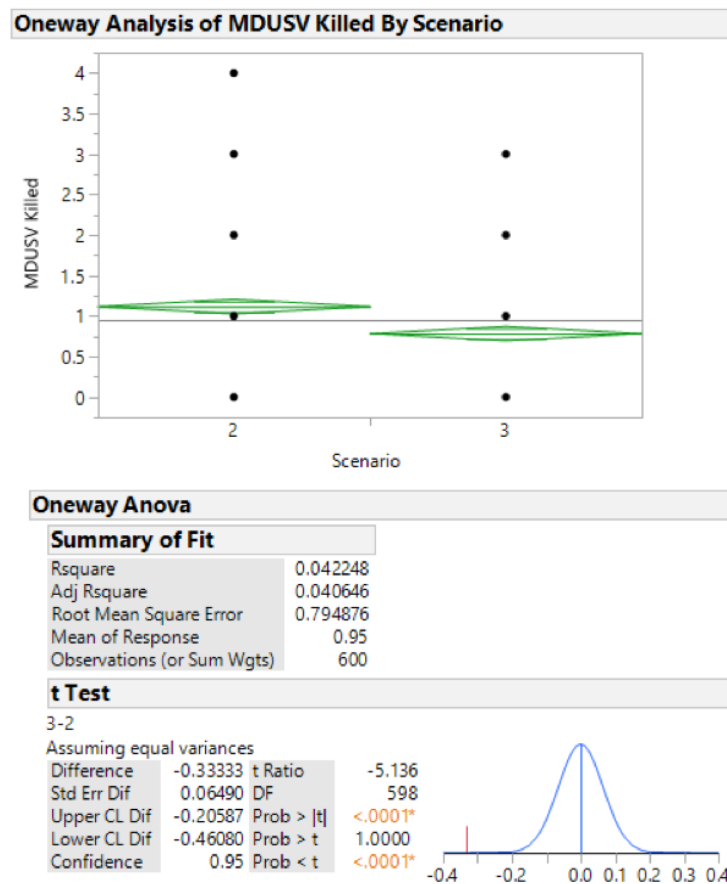 Oneway Analysis of MDUSV Killed By Scenario
4
3.5
3
2.5
2
1.5
1
0.5
0
MDUSV Killed
2 3
Scenario
Oneway Anova
Summary of Fit
Rsquare 0.042248
Adj Rsquare 0.040646
Root Mean Square Error 0.794876
Mean of Response 0.95
Observations (or Sum Wgts) 600
t Test
3-2
Assuming equal variances
Difference -0.33333 t Ratio -5.136
Std Err Dif 0.06490 DF 598
Upper CL Dif -0.20587 Prob > |t| <.0001*
Lower CL Dif -0.46080 Prob > t 1.0000
Confidence 0.95 Prob < t <.0001*
-0.4 -0.2 0.0 0.1 0.2 0.3 0.4